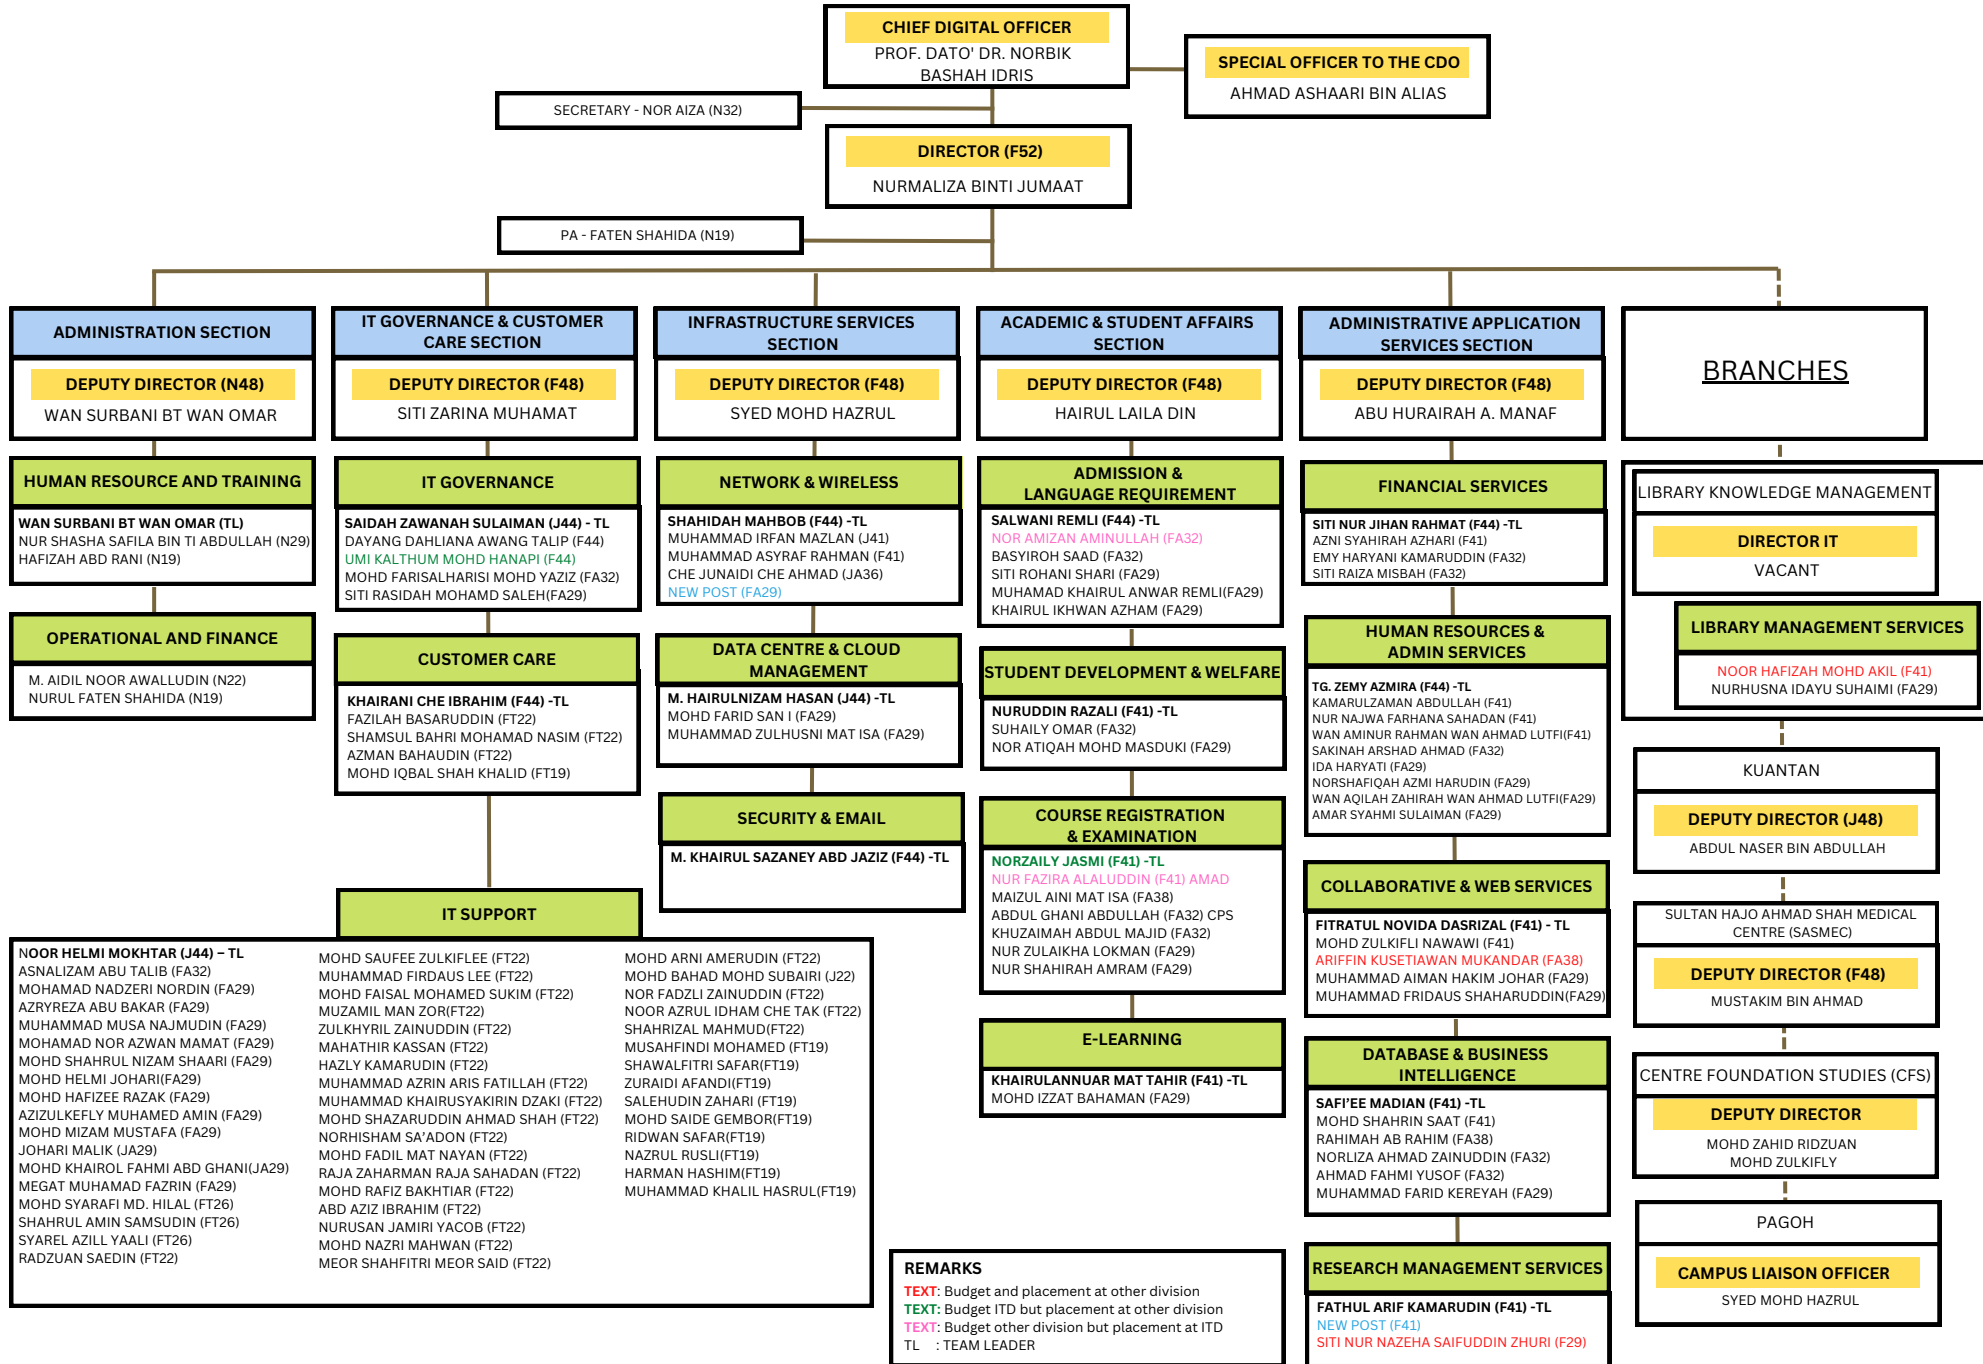 CHIEF DIGITAL OFFICER
PROF. DATO' DR. NORBIK
BASHAH IDRIS
SPECIAL OFFICER TO THE CDO
AHMAD ASHAARI BIN ALIAS
SECRETARY - NOR AIZA (N32)
DIRECTOR (F52)
NURMALIZA BINTI JUMAAT
PA - FATEN SHAHIDA (N19)
ADMINISTRATION SECTION
DEPUTY DIRECTOR (N48)
WAN SURBANI BT WAN OMAR
HUMAN RESOURCE AND TRAINING
WAN SURBANI BT WAN OMAR (TL)
NUR SHASHA SAFILA BIN TI ABDULLAH (N29)
HAFIZAH ABD RANI (N19)
OPERATIONAL AND FINANCE
M. AIDIL NOOR AWALLUDIN (N22)
NURUL FATEN SHAHIDA (N19)
IT GOVERNANCE & CUSTOMER
CARE SECTION
DEPUTY DIRECTOR (F48)
SITI ZARINA MUHAMAT
IT GOVERNANCE
SAIDAH ZAWANAH SULAIMAN (J44) - TL
DAYANG DAHLIANA AWANG TALIP (F44)
UMI KALTHUM MOHD HANAPI (F44)
MOHD FARISALHARISI MOHD YAZIZ (FA32)
SITI RASIDAH MOHAMD SALEH(FA29)
CUSTOMER CARE
KHAIRANI CHE IBRAHIM (F44) -TL
FAZILAH BASARUDDIN (FT22)
SHAMSUL BAHRI MOHAMAD NASIM (FT22)
AZMAN BAHAUDIN (FT22)
MOHD IQBAL SHAH KHALID (FT19)
IT SUPPORT
NOOR HELMI MOKHTAR (J44) – TL
ASNALIZAM ABU TALIB (FA32)
MOHAMAD NADZERI NORDIN (FA29)
AZRYREZA ABU BAKAR (FA29)
MUHAMMAD MUSA NAJMUDIN (FA29)
MOHAMAD NOR AZWAN MAMAT (FA29)
MOHD SHAHRUL NIZAM SHAARI (FA29)
MOHD HELMI JOHARI(FA29)
MOHD HAFIZEE RAZAK (FA29)
AZIZULKEFLY MUHAMED AMIN (FA29)
MOHD MIZAM MUSTAFA (FA29)
JOHARI MALIK (JA29)
MOHD KHAIROL FAHMI ABD GHANI(JA29)
MEGAT MUHAMAD FAZRIN (FA29)
MOHD SYARAFI MD. HILAL (FT26)
SHAHRUL AMIN SAMSUDIN (FT26)
SYAREL AZILL YAALI (FT26)
RADZUAN SAEDIN (FT22)
MOHD SAUFEE ZULKIFLEE (FT22)
MUHAMMAD FIRDAUS LEE (FT22)
MOHD FAISAL MOHAMED SUKIM (FT22)
MUZAMIL MAN ZOR(FT22)
ZULKHYRIL ZAINUDDIN (FT22)
MAHATHIR KASSAN (FT22)
HAZLY KAMARUDIN (FT22)
MUHAMMAD AZRIN ARIS FATILLAH (FT22)
MUHAMMAD KHAIRUSYAKIRIN DZAKI (FT22)
MOHD SHAZARUDDIN AHMAD SHAH (FT22)
NORHISHAM SA'ADON (FT22)
MOHD FADIL MAT NAYAN (FT22)
RAJA ZAHARMAN RAJA SAHADAN (FT22)
MOHD RAFIZ BAKHTIAR (FT22)
ABD AZIZ IBRAHIM (FT22)
NURUSAN JAMIRI YACOB (FT22)
MOHD NAZRI MAHWAN (FT22)
MEOR SHAHFITRI MEOR SAID (FT22)
MOHD ARNI AMERUDIN (FT22)
MOHD BAHAD MOHD SUBAIRI (J22)
NOR FADZLI ZAINUDDIN (FT22)
NOOR AZRUL IDHAM CHE TAK (FT22)
SHAHRIZAL MAHMUD(FT22)
MUSAHFINDI MOHAMED (FT19)
SHAWALFITRI SAFAR(FT19)
ZURAIDI AFANDI(FT19)
SALEHUDIN ZAHARI (FT19)
MOHD SAIDE GEMBOR(FT19)
RIDWAN SAFAR(FT19)
NAZRUL RUSLI(FT19)
HARMAN HASHIM(FT19)
MUHAMMAD KHALIL HASRUL(FT19)
INFRASTRUCTURE SERVICES
SECTION
DEPUTY DIRECTOR (F48)
SYED MOHD HAZRUL
NETWORK & WIRELESS
SHAHIDAH MAHBOB (F44) -TL
MUHAMMAD IRFAN MAZLAN (J41)
MUHAMMAD ASYRAF RAHMAN (F41)
CHE JUNAIDI CHE AHMAD (JA36)
NEW POST (FA29)
DATA CENTRE & CLOUD
MANAGEMENT
M. HAIRULNIZAM HASAN (J44) -TL
MOHD FARID SAN I (FA29)
MUHAMMAD ZULHUSNI MAT ISA (FA29)
SECURITY & EMAIL
M. KHAIRUL SAZANEY ABD JAZIZ (F44) -TL
ACADEMIC & STUDENT AFFAIRS
SECTION
DEPUTY DIRECTOR (F48)
HAIRUL LAILA DIN
ADMISSION &
LANGUAGE REQUIREMENT
SALWANI REMLI (F44) -TL
NOR AMIZAN AMINULLAH (FA32)
BASYIROH SAAD (FA32)
SITI ROHANI SHARI (FA29)
MUHAMAD KHAIRUL ANWAR REMLI(FA29)
KHAIRUL IKHWAN AZHAM (FA29)
STUDENT DEVELOPMENT & WELFARE
NURUDDIN RAZALI (F41) -TL
SUHAILY OMAR (FA32)
NOR ATIQAH MOHD MASDUKI (FA29)
COURSE REGISTRATION
& EXAMINATION
NORZAILY JASMI (F41) -TL
NUR FAZIRA ALALUDDIN (F41) AMAD
MAIZUL AINI MAT ISA (FA38)
ABDUL GHANI ABDULLAH (FA32) CPS
KHUZAIMAH ABDUL MAJID (FA32)
NUR ZULAIKHA LOKMAN (FA29)
NUR SHAHIRAH AMRAM (FA29)
E-LEARNING
KHAIRULANNUAR MAT TAHIR (F41) -TL
MOHD IZZAT BAHAMAN (FA29)
ADMINISTRATIVE APPLICATION
SERVICES SECTION
DEPUTY DIRECTOR (F48)
ABU HURAIRAH A. MANAF
FINANCIAL SERVICES
SITI NUR JIHAN RAHMAT (F44) -TL
AZNI SYAHIRAH AZHARI (F41)
EMY HARYANI KAMARUDDIN (FA32)
SITI RAIZA MISBAH (FA32)
HUMAN RESOURCES &
ADMIN SERVICES
TG. ZEMY AZMIRA (F44) -TL
KAMARULZAMAN ABDULLAH (F41)
NUR NAJWA FARHANA SAHADAN (F41)
WAN AMINUR RAHMAN WAN AHMAD LUTFI(F41)
SAKINAH ARSHAD AHMAD (FA32)
IDA HARYATI (FA29)
NORSHAFIQAH AZMI HARUDIN (FA29)
WAN AQILAH ZAHIRAH WAN AHMAD LUTFI(FA29)
AMAR SYAHMI SULAIMAN (FA29)
COLLABORATIVE & WEB SERVICES
FITRATUL NOVIDA DASRIZAL (F41) - TL
MOHD ZULKIFLI NAWAWI (F41)
ARIFFIN KUSETIAWAN MUKANDAR (FA38)
MUHAMMAD AIMAN HAKIM JOHAR (FA29)
MUHAMMAD FRIDAUS SHAHARUDDIN(FA29)
DATABASE & BUSINESS
INTELLIGENCE
SAFI'EE MADIAN (F41) -TL
MOHD SHAHRIN SAAT (F41)
RAHIMAH AB RAHIM (FA38)
NORLIZA AHMAD ZAINUDDIN (FA32)
AHMAD FAHMI YUSOF (FA32)
MUHAMMAD FARID KEREYAH (FA29)
RESEARCH MANAGEMENT SERVICES
FATHUL ARIF KAMARUDIN (F41) -TL
NEW POST (F41)
SITI NUR NAZEHA SAIFUDDIN ZHURI (F29)
BRANCHES
LIBRARY KNOWLEDGE MANAGEMENT
DIRECTOR IT
VACANT
LIBRARY MANAGEMENT SERVICES
NOOR HAFIZAH MOHD AKIL (F41)
NURHUSNA IDAYU SUHAIMI (FA29)
KUANTAN
DEPUTY DIRECTOR (J48)
ABDUL NASER BIN ABDULLAH
SULTAN HAJO AHMAD SHAH MEDICAL
CENTRE (SASMEC)
DEPUTY DIRECTOR (F48)
MUSTAKIM BIN AHMAD
CENTRE FOUNDATION STUDIES (CFS)
DEPUTY DIRECTOR
MOHD ZAHID RIDZUAN
MOHD ZULKIFLY
PAGOH
CAMPUS LIAISON OFFICER
SYED MOHD HAZRUL
REMARKS
TEXT: Budget and placement at other division
TEXT: Budget ITD but placement at other division
TEXT: Budget other division but placement at ITD
TL : TEAM LEADER